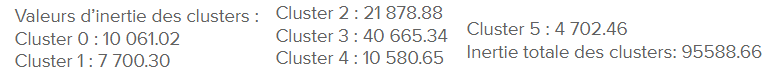 Valeurs d’inertie des clusters :
Cluster 0 : 10 061.02
Cluster 1 : 7 700.30
Cluster 2 : 21 878.88
Cluster 3 : 40 665.34
Cluster 4 : 10 580.65
Cluster 5 : 4 702.46
Inertie totale des clusters: 95588.66